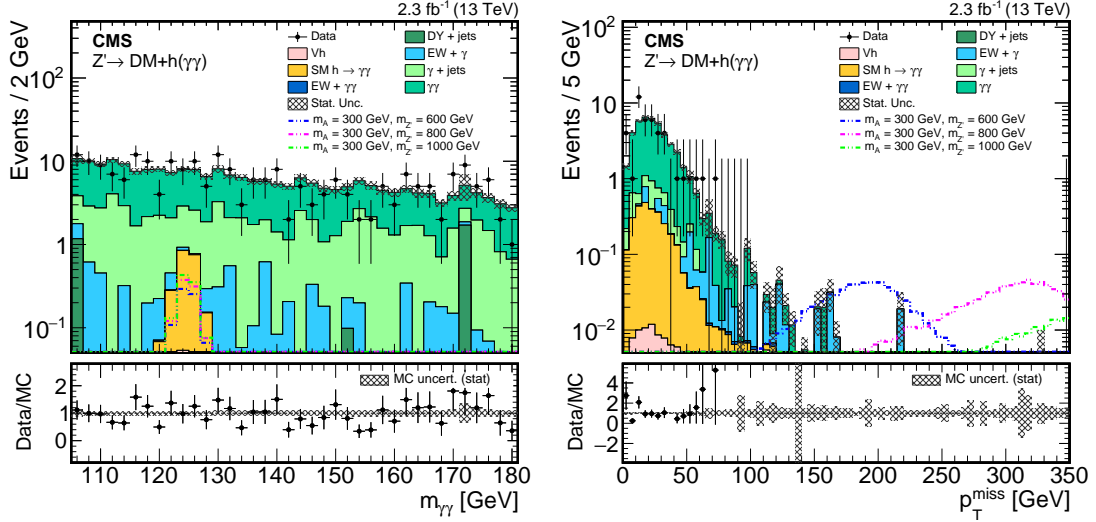 2.3 fb⁻¹ (13 TeV)
CMS
Z'→ DM+h(γγ)
Data
Vh
SM h → γγ
EW + γγ
Stat. Unc.
DY + jets
EW + γ
γ + jets
γγ
m_A = 300 GeV, m_Z' = 600 GeV
m_A = 300 GeV, m_Z' = 800 GeV
m_A = 300 GeV, m_Z' = 1000 GeV
Events / 2 GeV
10²
10
1
10⁻¹
MC uncert. (stat)
Data/MC
2
1
0
110 120 130 140 150 160 170 180
m_γγ [GeV]
2.3 fb⁻¹ (13 TeV)
CMS
Z'→ DM+h(γγ)
Data
Vh
SM h → γγ
EW + γγ
Stat. Unc.
DY + jets
EW + γ
γ + jets
γγ
m_A = 300 GeV, m_Z' = 600 GeV
m_A = 300 GeV, m_Z' = 800 GeV
m_A = 300 GeV, m_Z' = 1000 GeV
Events / 5 GeV
10²
10
1
10⁻¹
10⁻²
MC uncert. (stat)
Data/MC
4
2
0
−2
0 50 100 150 200 250 300 350
p_T^miss [GeV]